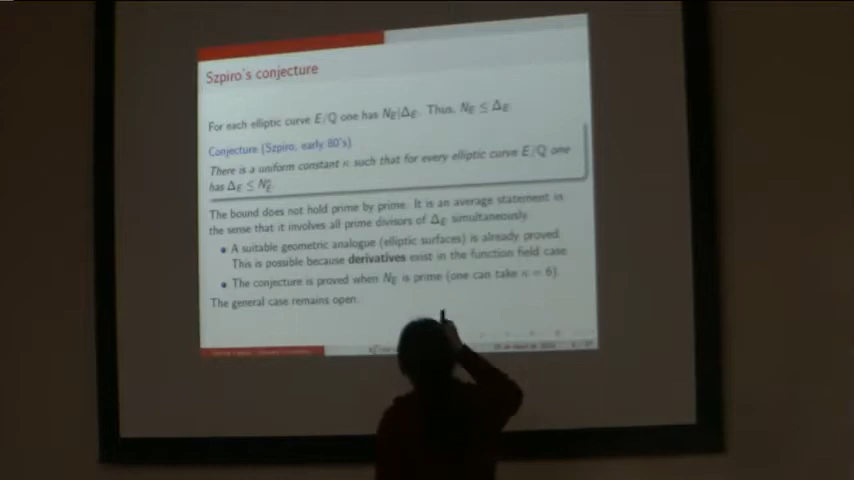 Szpiro's conjecture
For each elliptic curve E/Q one has N_E|Δ_E. Thus, N_E ≤ Δ_E.
Conjecture (Szpiro, early 80's)
There is a uniform constant κ such that for every elliptic curve E/Q one
has Δ_E ≤ N_E^κ.
The bound does not hold prime by prime. It is an average statement in
the sense that it involves all prime divisors of Δ_E simultaneously.
A suitable geometric analogue (elliptic surfaces) is already proved.
This is possible because derivatives exist in the function field case.
The conjecture is proved when N_E is prime (one can take κ = 6).
The general case remains open.